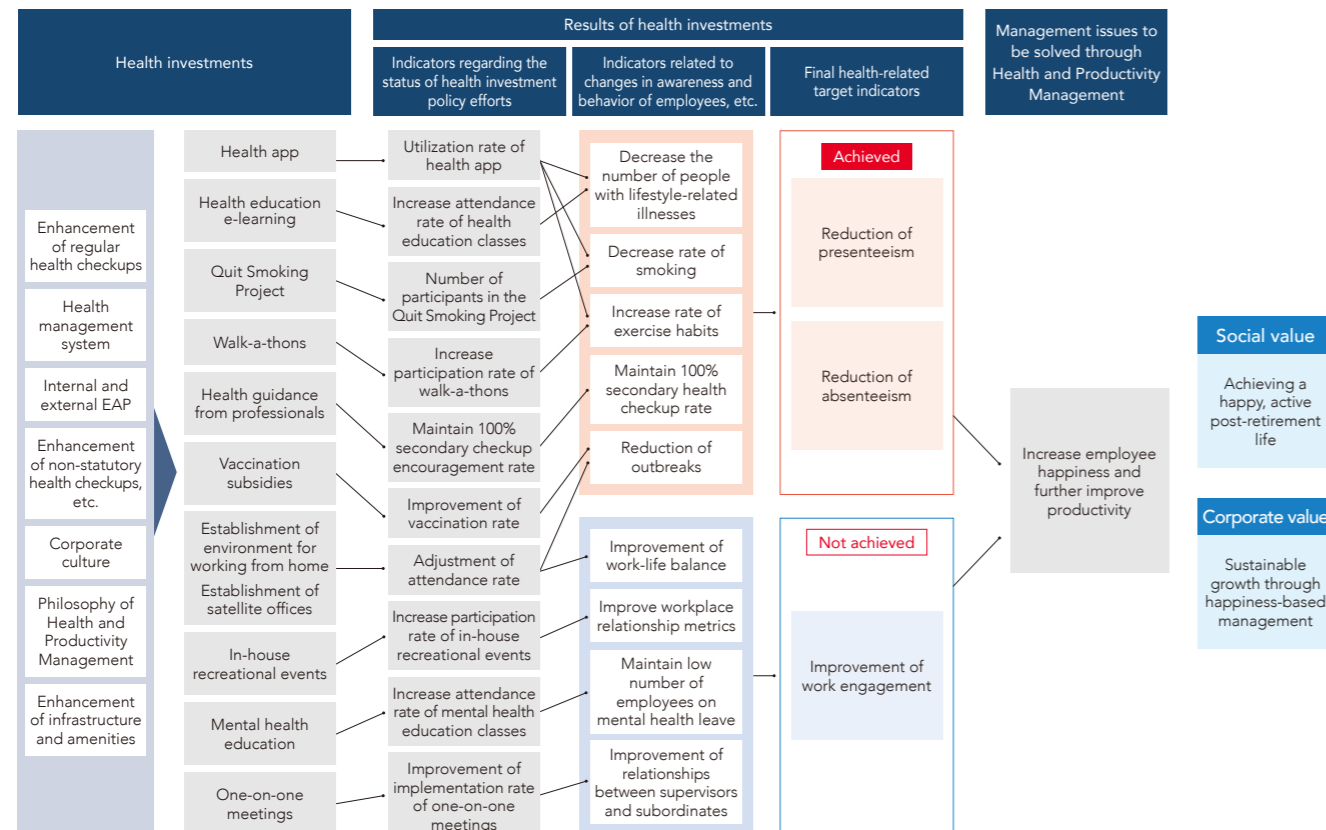 Health investments
Results of health investments
Indicators regarding the
status of health investment
policy efforts
Indicators related to
changes in awareness and
behavior of employees, etc.
Final health-related
target indicators
Management issues to
be solved through
Health and Productivity
Management
Enhancement
of regular
health checkups
Health
management
system
Internal and
external EAP
Enhancement
of non-statutory
health checkups,
etc.
Corporate
culture
Philosophy of
Health and
Productivity
Management
Enhancement
of infrastructure
and amenities
Health app
Health education
e-learning
Quit Smoking
Project
Walk-a-thons
Health guidance
from professionals
Vaccination
subsidies
Establishment of
environment for
working from home
Establishment of
satellite offices
In-house
recreational events
Mental health
education
One-on-one
meetings
Utilization rate of
health app
Increase attendance
rate of health
education classes
Number of
participants in the
Quit Smoking Project
Increase
participation rate of
walk-a-thons
Maintain 100%
secondary checkup
encouragement rate
Improvement of
vaccination rate
Adjustment of
attendance rate
Increase participation
rate of in-house
recreational events
Increase attendance
rate of mental health
education classes
Improvement of
implementation rate
of one-on-one
meetings
Decrease the
number of people
with lifestyle-related
illnesses
Decrease rate of
smoking
Increase rate of
exercise habits
Maintain 100%
secondary health
checkup rate
Reduction of
outbreaks
Improvement of
work-life balance
Improve workplace
relationship metrics
Maintain low
number of
employees on
mental health leave
Improvement of
relationships
between supervisors
and subordinates
Achieved
Reduction of
presenteeism
Reduction of
absenteeism
Not achieved
Improvement of
work engagement
Increase employee
happiness and
further improve
productivity
Social value
Achieving a
happy, active
post-retirement
life
Corporate value
Sustainable
growth through
happiness-based
management